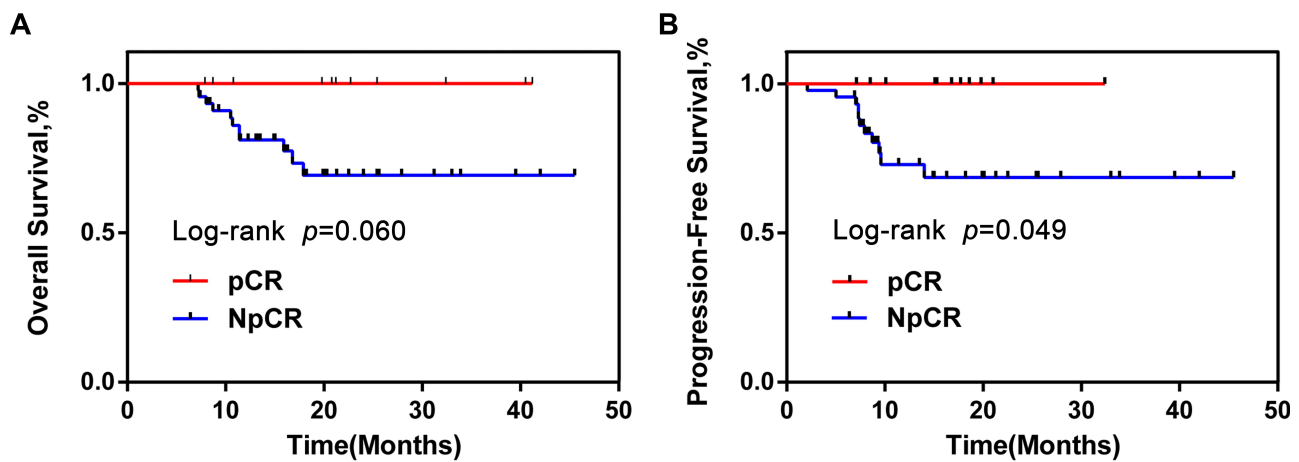 A
Overall Survival,%
1.0
0.5
0.0
Log-rank p=0.060
pCR
NpCR
0 10 20 30 40 50
Time(Months)
B
Progression-Free Survival,%
1.0
0.5
0.0
Log-rank p=0.049
pCR
NpCR
0 10 20 30 40 50
Time(Months)